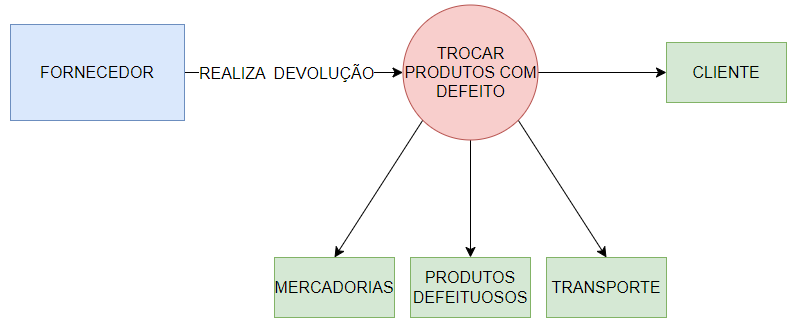 FORNECEDOR
REALIZA DEVOLUÇÃO
TROCAR
PRODUTOS COM
DEFEITO
CLIENTE
MERCADORIAS
PRODUTOS
DEFEITUOSOS
TRANSPORTE